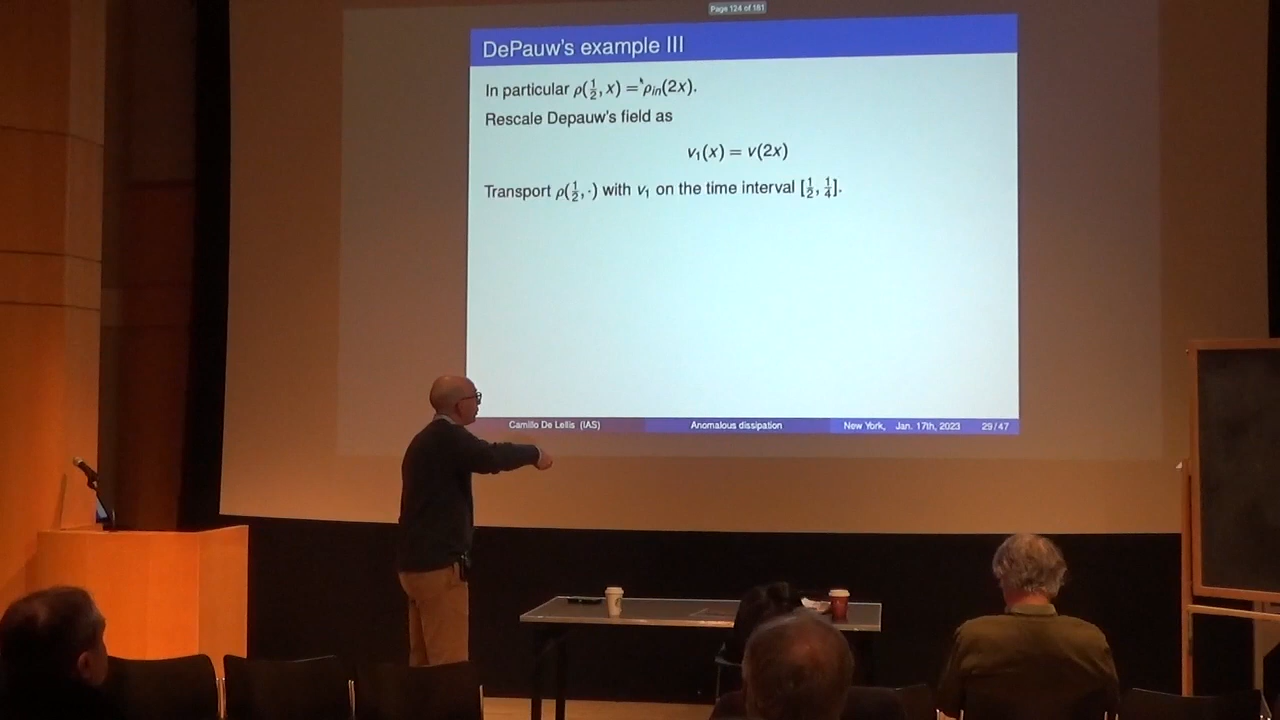 Page 124 of 181
DePauw's example III
In particular ρ(½, x) = ρ_in(2x).
Rescale Depauw's field as
v₁(x) = v(2x)
Transport ρ(½, ·) with v₁ on the time interval [½, ¼].
Camillo De Lellis (IAS) Anomalous dissipation New York, Jan. 17th, 2023 29/47